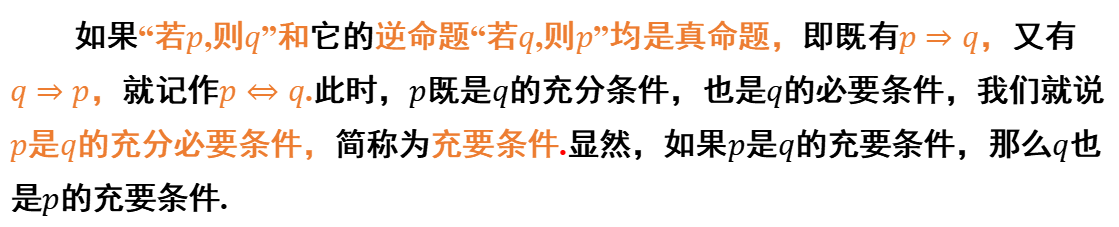 如果“若p,则q”和它的逆命题“若q,则p”均是真命题，即既有p ⇒ q，又有
q ⇒ p，就记作p ⇔ q.此时，p既是q的充分条件，也是q的必要条件，我们就说
p是q的充分必要条件，简称为充要条件.显然，如果p是q的充要条件，那么q也
是p的充要条件.